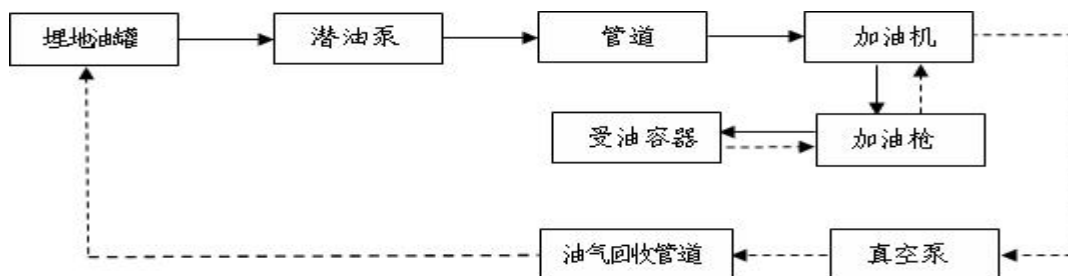 埋地油罐
潜油泵
管道
加油机
受油容器
加油枪
油气回收管道
真空泵